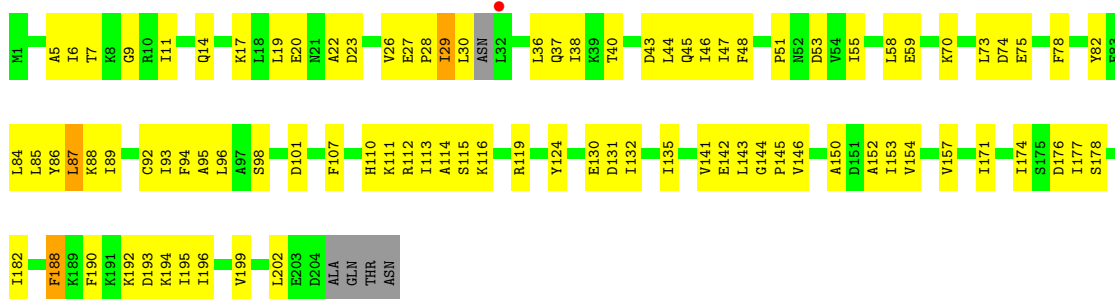 M1 A5 I6 T7 K8 G9 R10 I11 Q14 K17 L18 L19 E20 N21 A22 D23 V26 E27 P28 I29 L30 ASN L32 L36 Q37 I38 K39 T40 D43 L44 Q45 I46 I47 F48 P51 N52 D53 V54 I55 L58 E59 K70 L73 D74 E75 F78 Y82 E83
L84 L85 Y86 L87 K88 I89 C92 I93 F94 A95 L96 A97 S98 D101 F107 H110 K111 R112 I113 A114 S115 K116 R119 Y124 E130 D131 I132 I135 V141 E142 L143 G144 P145 V146 A150 D151 A152 I153 V154 V157 I171 I174 S175 D176 I177 S178
I182 F188 K189 F190 K191 K192 D193 K194 I195 I196 V199 L202 E203 D204 ALA GLN THR ASN